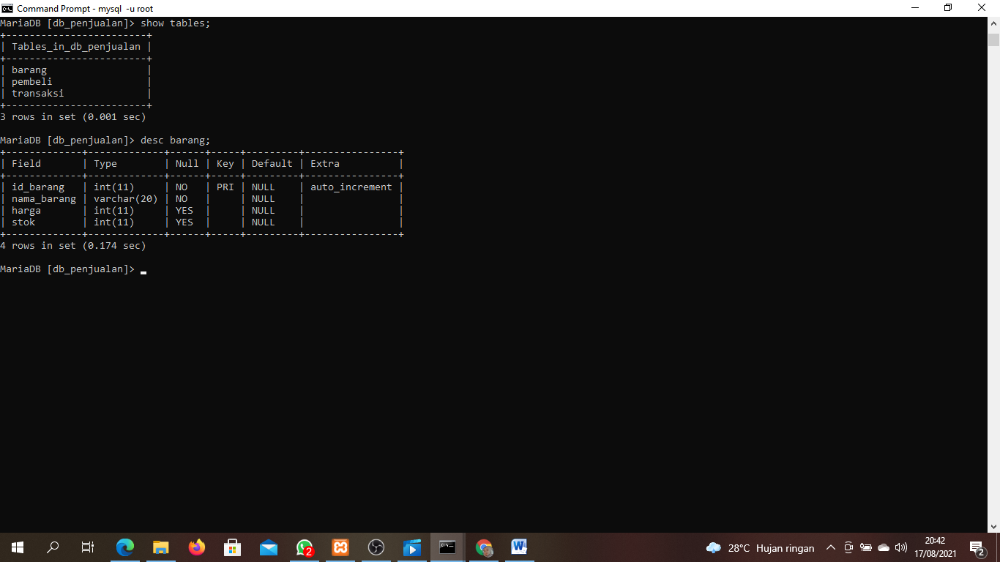 Command Prompt - mysql -u root
MariaDB [db_penjualan]> show tables;
+------------------------+
| Tables_in_db_penjualan |
+------------------------+
| barang                 |
| pembeli                |
| transaksi              |
+------------------------+
3 rows in set (0.001 sec)
MariaDB [db_penjualan]> desc barang;
+-------------+-------------+------+-----+---------+----------------+
| Field       | Type        | Null | Key | Default | Extra          |
+-------------+-------------+------+-----+---------+----------------+
| id_barang   | int(11)     | NO   | PRI | NULL    | auto_increment |
| nama_barang | varchar(20) | NO   |     | NULL    |                |
| harga       | int(11)     | YES  |     | NULL    |                |
| stok        | int(11)     | YES  |     | NULL    |                |
+-------------+-------------+------+-----+---------+----------------+
4 rows in set (0.174 sec)
MariaDB [db_penjualan]>
2
28°C Hujan ringan
20:42
17/08/2021
2